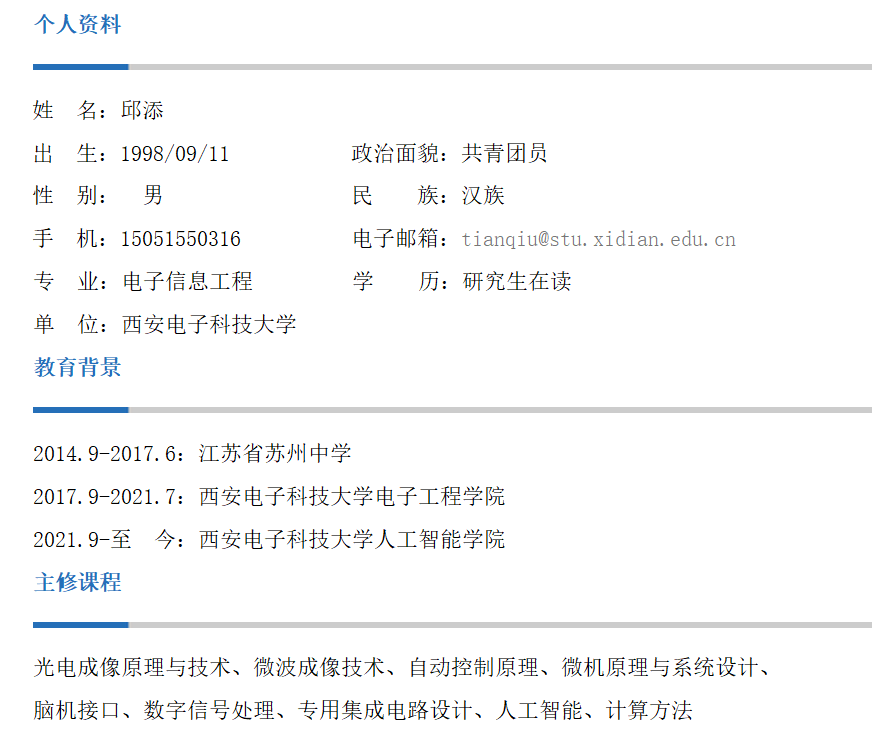 个人资料
姓 名：邱添
出 生：1998/09/11 政治面貌：共青团员
性 别： 男 民 族：汉族
手 机：15051550316 电子邮箱：tianqiu@stu.xidian.edu.cn
专 业：电子信息工程 学 历：研究生在读
单 位：西安电子科技大学
教育背景
2014.9-2017.6：江苏省苏州中学
2017.9-2021.7：西安电子科技大学电子工程学院
2021.9-至 今：西安电子科技大学人工智能学院
主修课程
光电成像原理与技术、微波成像技术、自动控制原理、微机原理与系统设计、
脑机接口、数字信号处理、专用集成电路设计、人工智能、计算方法